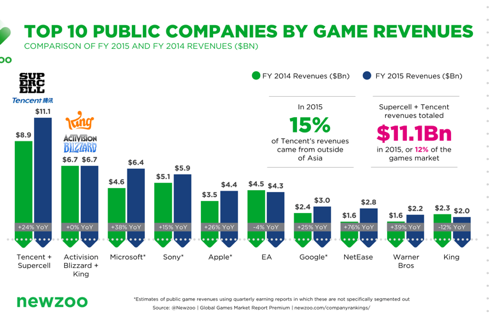 TOP 10 PUBLIC COMPANIES BY GAME REVENUES
COMPARISON OF FY 2015 AND FY 2014 REVENUES ($BN)
SUP
ERC
ELL
Tencent 腾讯
King
ACTIVISION
BLIZZARD
FY 2014 Revenues ($Bn)
FY 2015 Revenues ($Bn)
In 2015
15%
of Tencent's revenues
came from outside
of Asia
Supercell + Tencent
revenues totaled
$11.1Bn
in 2015, or 12% of the
games market
$8.9 $11.1
$6.7 $6.7
$4.6 $6.4
$5.1 $5.9
$3.5 $4.4
$4.5 $4.3
$2.4 $3.0
$1.6 $2.8
$1.6 $2.2
$2.3 $2.0
+24% YoY +0% YoY +38% YoY +15% YoY +26% YoY -4% YoY +25% YoY +76% YoY +39% YoY -12% YoY
Tencent +
Supercell
Activision
Blizzard +
King
Microsoft*
Sony*
Apple*
EA
Google*
NetEase
Warner
Bros
King
newzoo
*Estimates of public game revenues using quarterly earning reports in which these are not specifically segmented out
Source: @Newzoo | Global Games Market Report Premium | newzoo.com/companyrankings/